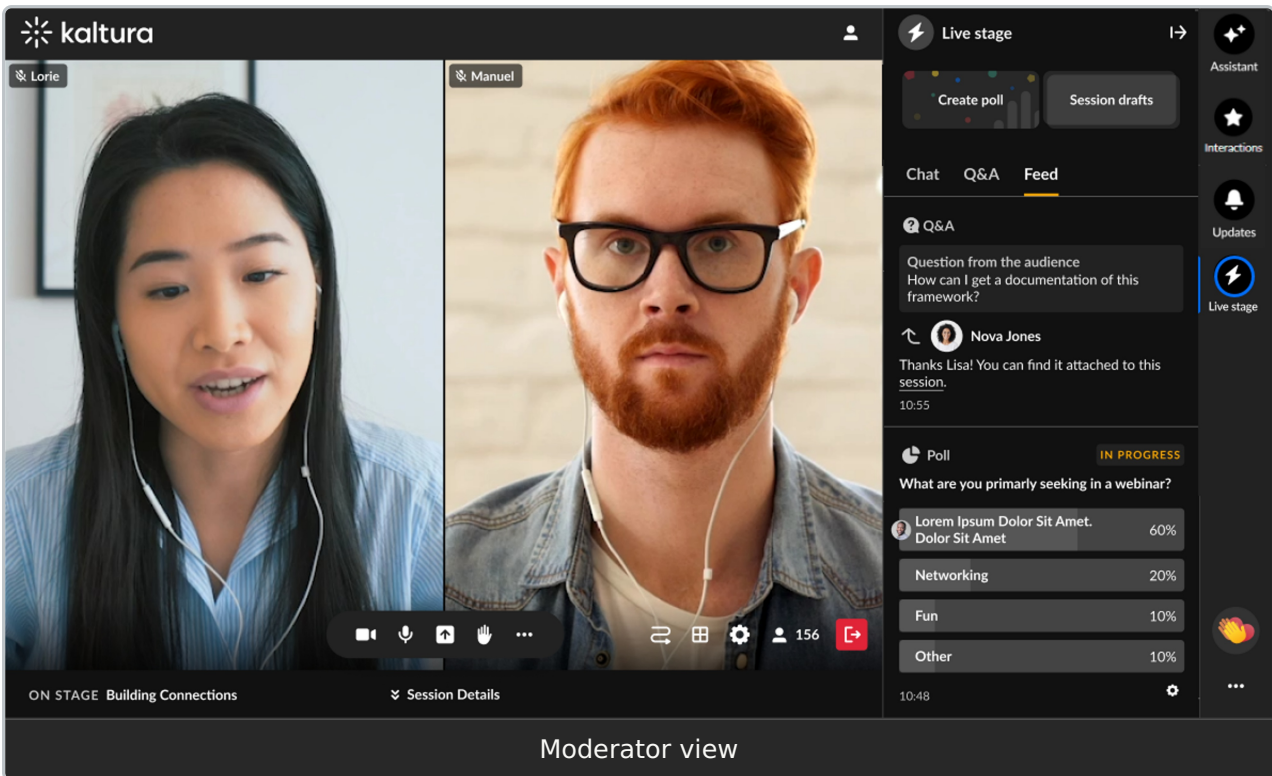 kaltura
Lorie
Manuel
156
ON STAGE Building Connections
Session Details
Live stage
Create poll
Session drafts
Chat Q&A Feed
Q&A
Question from the audience
How can I get a documentation of this
framework?
Nova Jones
Thanks Lisa! You can find it attached to this
session.
10:55
Poll IN PROGRESS
What are you primarly seeking in a webinar?
Lorem Ipsum Dolor Sit Amet.
Dolor Sit Amet 60%
Networking 20%
Fun 10%
Other 10%
10:48
Assistant
Interactions
Updates
Live stage
Moderator view